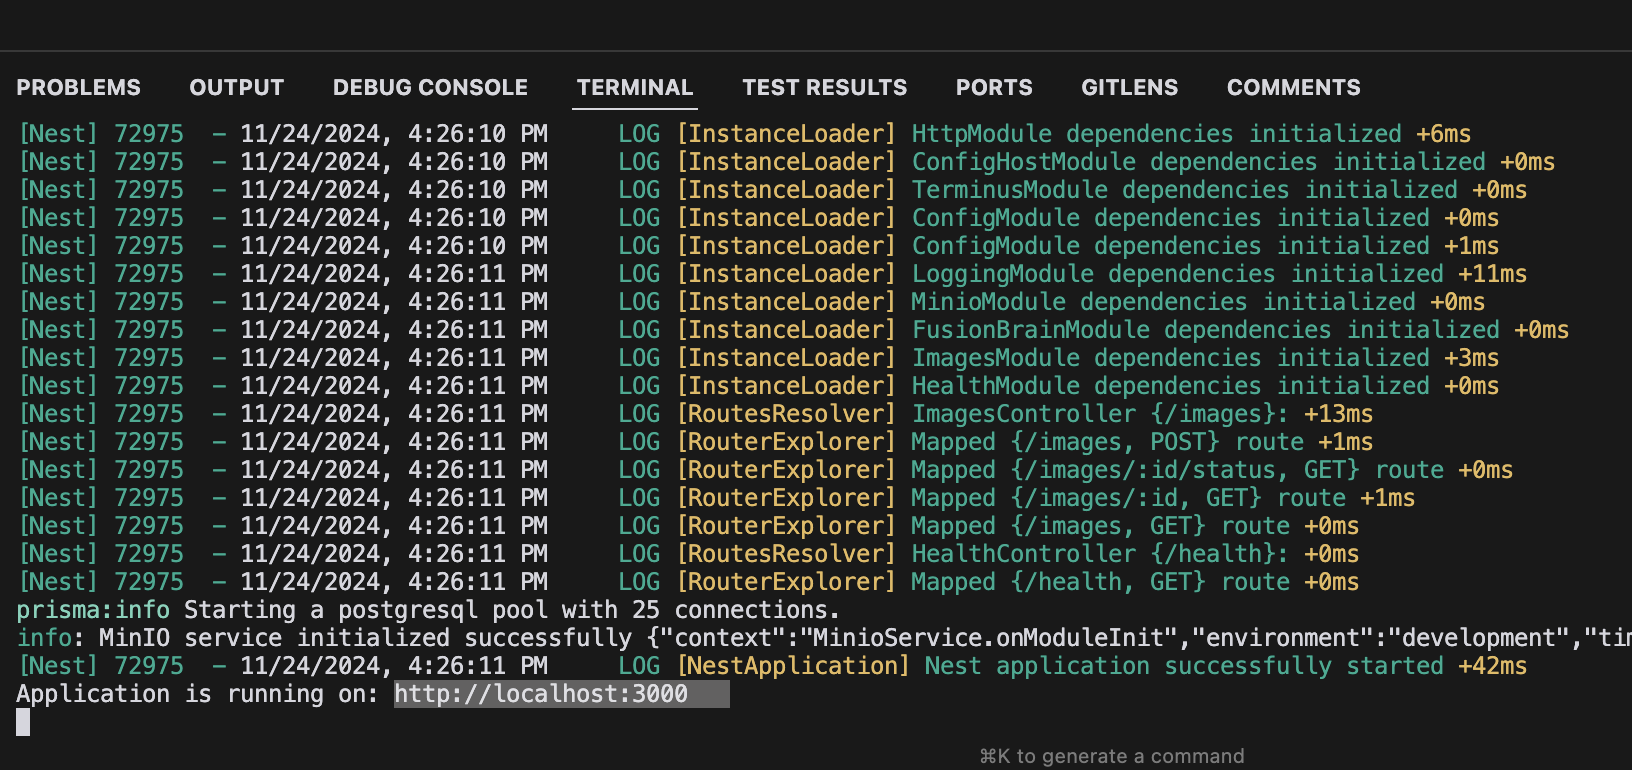 PROBLEMS OUTPUT DEBUG CONSOLE TERMINAL TEST RESULTS PORTS GITLENS COMMENTS
[Nest] 72975  - 11/24/2024, 4:26:10 PM     LOG [InstanceLoader] HttpModule dependencies initialized +6ms
[Nest] 72975  - 11/24/2024, 4:26:10 PM     LOG [InstanceLoader] ConfigHostModule dependencies initialized +0ms
[Nest] 72975  - 11/24/2024, 4:26:10 PM     LOG [InstanceLoader] TerminusModule dependencies initialized +0ms
[Nest] 72975  - 11/24/2024, 4:26:10 PM     LOG [InstanceLoader] ConfigModule dependencies initialized +0ms
[Nest] 72975  - 11/24/2024, 4:26:10 PM     LOG [InstanceLoader] ConfigModule dependencies initialized +1ms
[Nest] 72975  - 11/24/2024, 4:26:11 PM     LOG [InstanceLoader] LoggingModule dependencies initialized +11ms
[Nest] 72975  - 11/24/2024, 4:26:11 PM     LOG [InstanceLoader] MinioModule dependencies initialized +0ms
[Nest] 72975  - 11/24/2024, 4:26:11 PM     LOG [InstanceLoader] FusionBrainModule dependencies initialized +0ms
[Nest] 72975  - 11/24/2024, 4:26:11 PM     LOG [InstanceLoader] ImagesModule dependencies initialized +3ms
[Nest] 72975  - 11/24/2024, 4:26:11 PM     LOG [InstanceLoader] HealthModule dependencies initialized +0ms
[Nest] 72975  - 11/24/2024, 4:26:11 PM     LOG [RoutesResolver] ImagesController {/images}: +13ms
[Nest] 72975  - 11/24/2024, 4:26:11 PM     LOG [RouterExplorer] Mapped {/images, POST} route +1ms
[Nest] 72975  - 11/24/2024, 4:26:11 PM     LOG [RouterExplorer] Mapped {/images/:id/status, GET} route +0ms
[Nest] 72975  - 11/24/2024, 4:26:11 PM     LOG [RouterExplorer] Mapped {/images/:id, GET} route +1ms
[Nest] 72975  - 11/24/2024, 4:26:11 PM     LOG [RouterExplorer] Mapped {/images, GET} route +0ms
[Nest] 72975  - 11/24/2024, 4:26:11 PM     LOG [RoutesResolver] HealthController {/health}: +0ms
[Nest] 72975  - 11/24/2024, 4:26:11 PM     LOG [RouterExplorer] Mapped {/health, GET} route +0ms
prisma:info Starting a postgresql pool with 25 connections.
info: MinIO service initialized successfully {"context":"MinioService.onModuleInit","environment":"development","ti
[Nest] 72975  - 11/24/2024, 4:26:11 PM     LOG [NestApplication] Nest application successfully started +42ms
Application is running on: http://localhost:3000
⌘K to generate a command